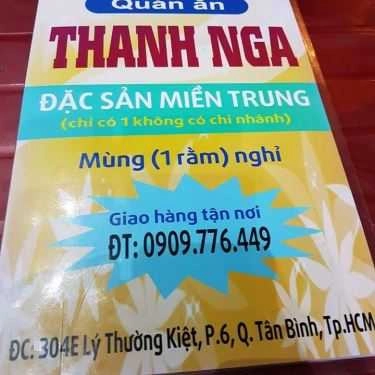 Quán ăn
THANH NGA
ĐẶC SẢN MIỀN TRUNG
(chỉ có 1 không có chi nhánh)
Mùng (1 rằm) nghỉ
Giao hàng tận nơi
ĐT: 0909.776.449
ĐC: 304E Lý Thường Kiệt, P.6, Q. Tân Bình, Tp.HCM